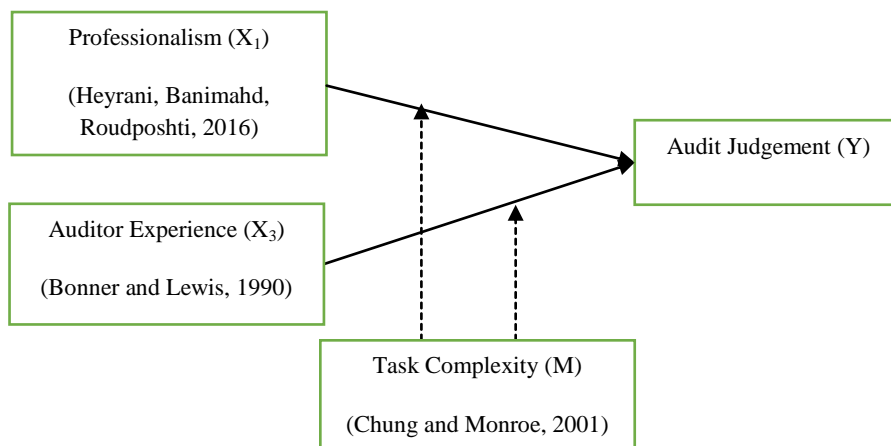 Professionalism (X₁)
(Heyrani, Banimahd,
Roudposhti, 2016)
Audit Judgement (Y)
Auditor Experience (X₃)
(Bonner and Lewis, 1990)
Task Complexity (M)
(Chung and Monroe, 2001)